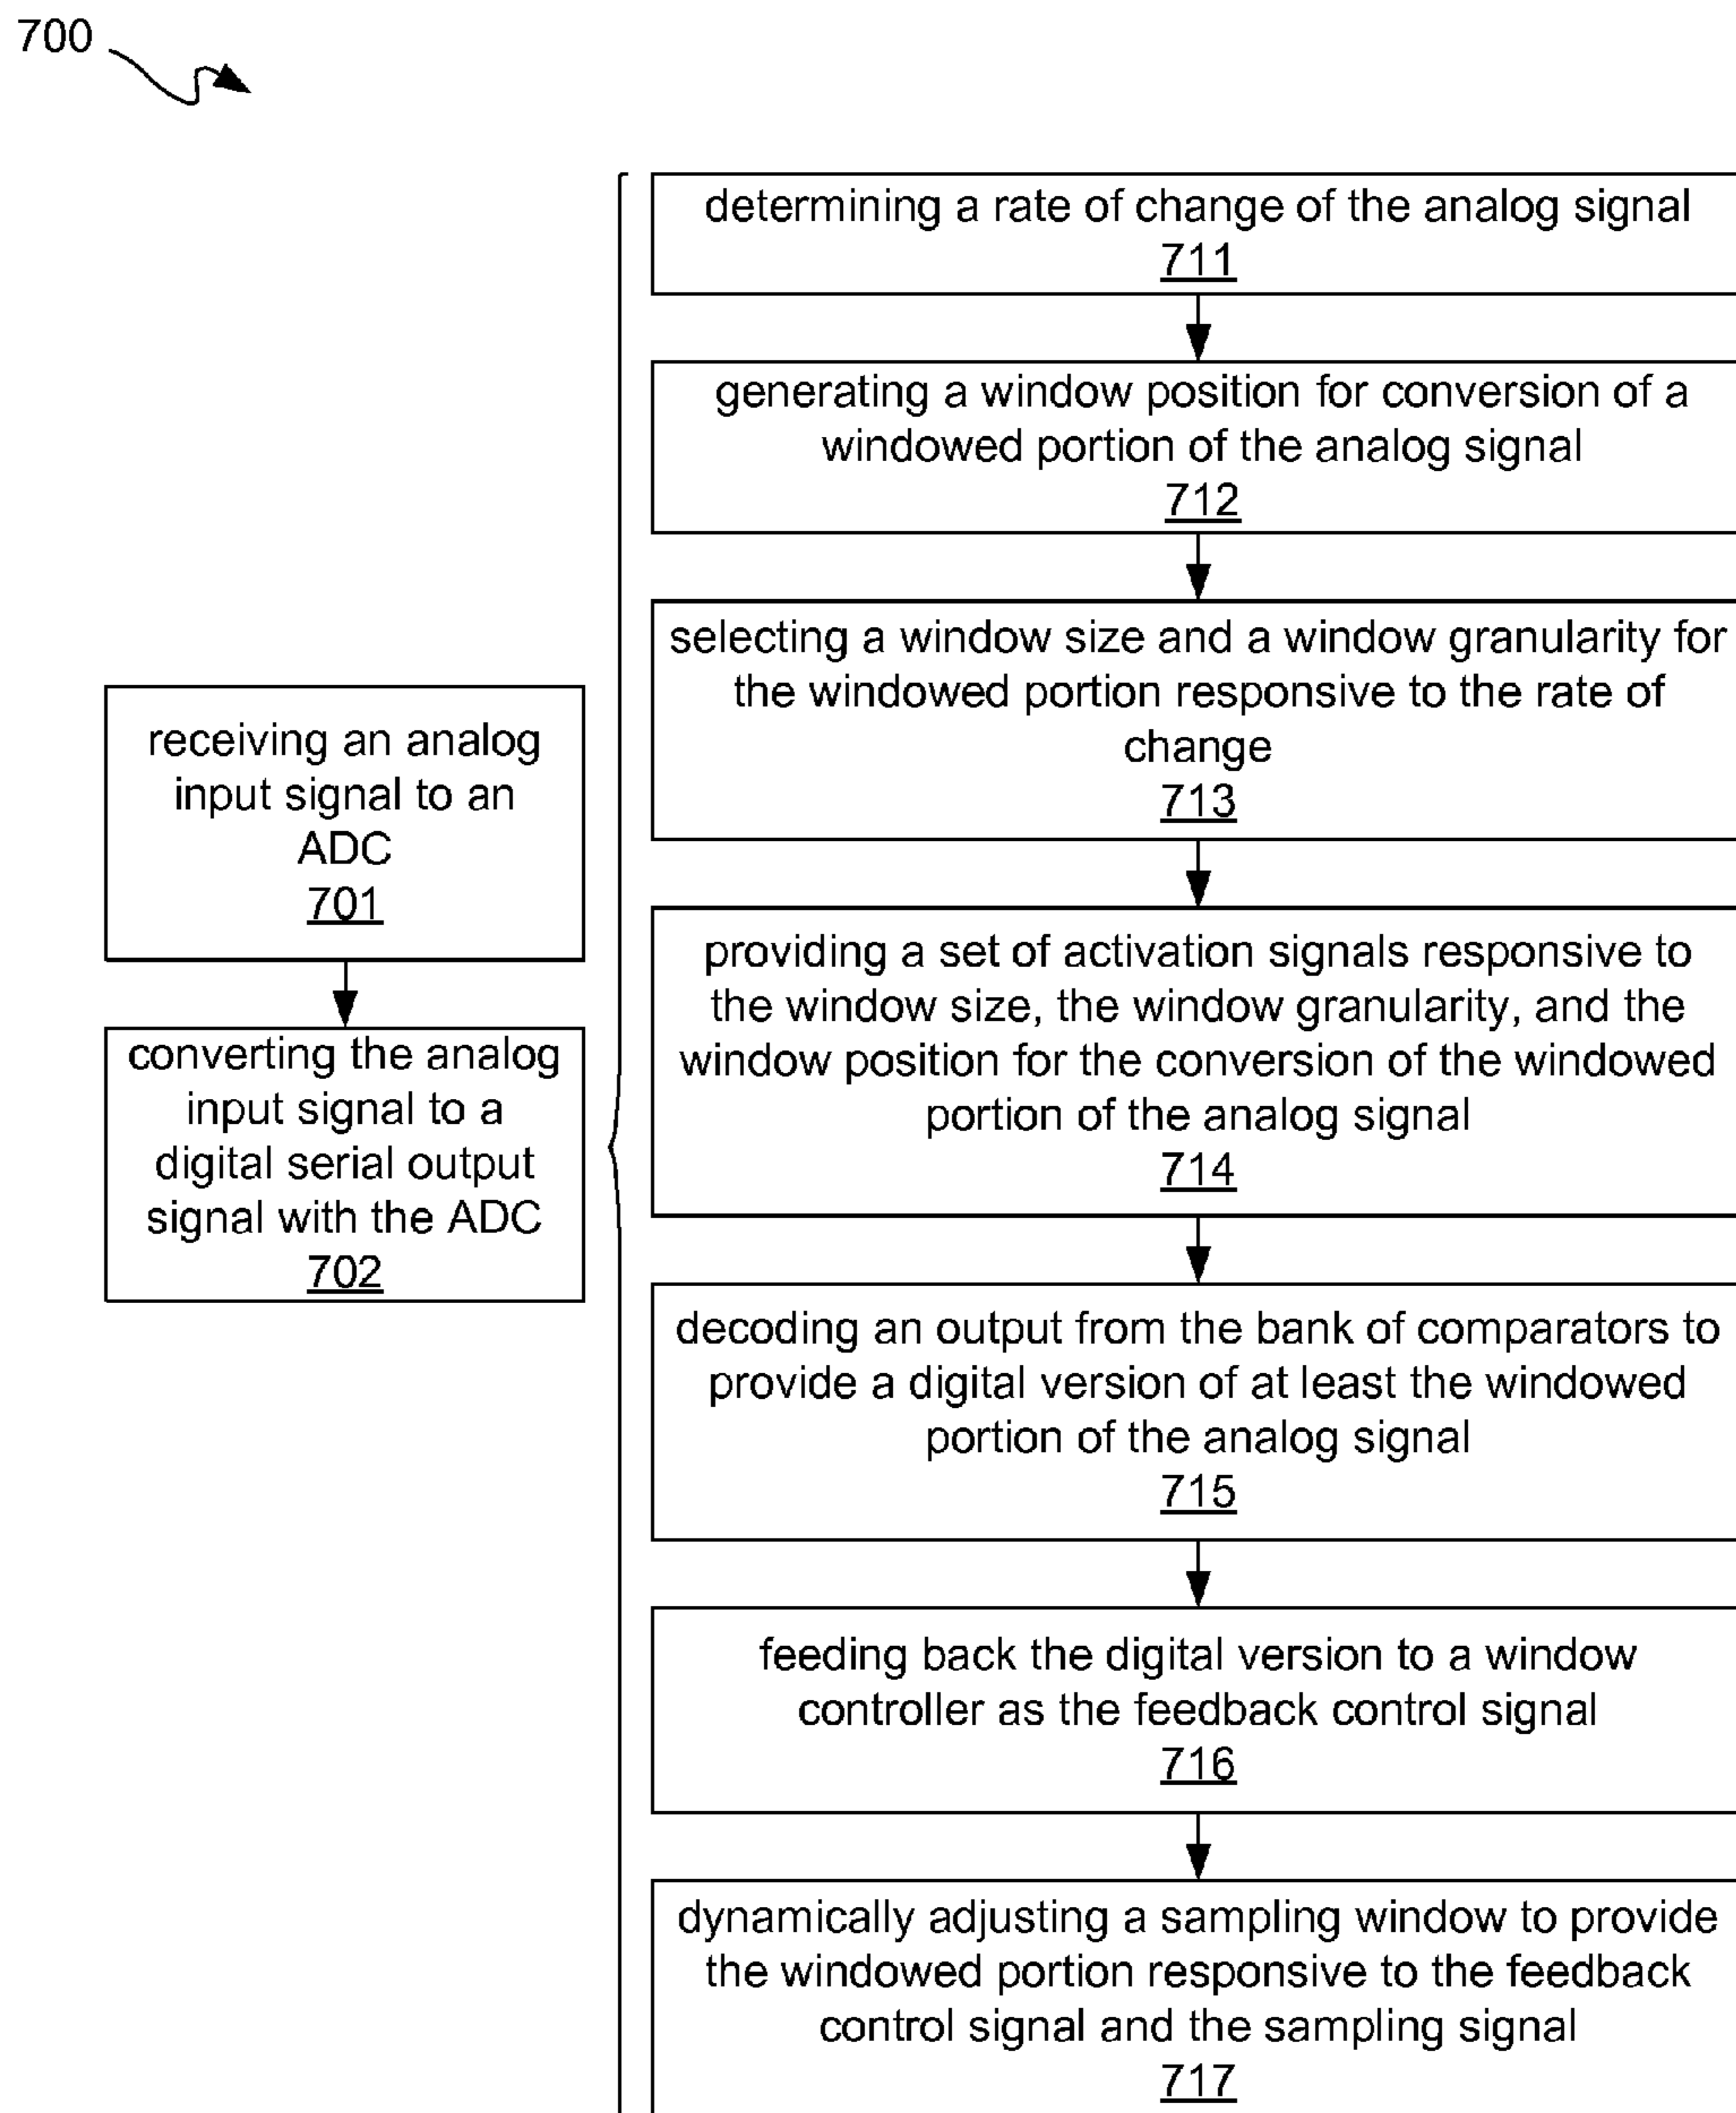 700
receiving an analog
input signal to an
ADC
701
converting the analog
input signal to a
digital serial output
signal with the ADC
702
determining a rate of change of the analog signal
711
generating a window position for conversion of a
windowed portion of the analog signal
712
selecting a window size and a window granularity for
the windowed portion responsive to the rate of
change
713
providing a set of activation signals responsive to
the window size, the window granularity, and the
window position for the conversion of the windowed
portion of the analog signal
714
decoding an output from the bank of comparators to
provide a digital version of at least the windowed
portion of the analog signal
715
feeding back the digital version to a window
controller as the feedback control signal
716
dynamically adjusting a sampling window to provide
the windowed portion responsive to the feedback
control signal and the sampling signal
717